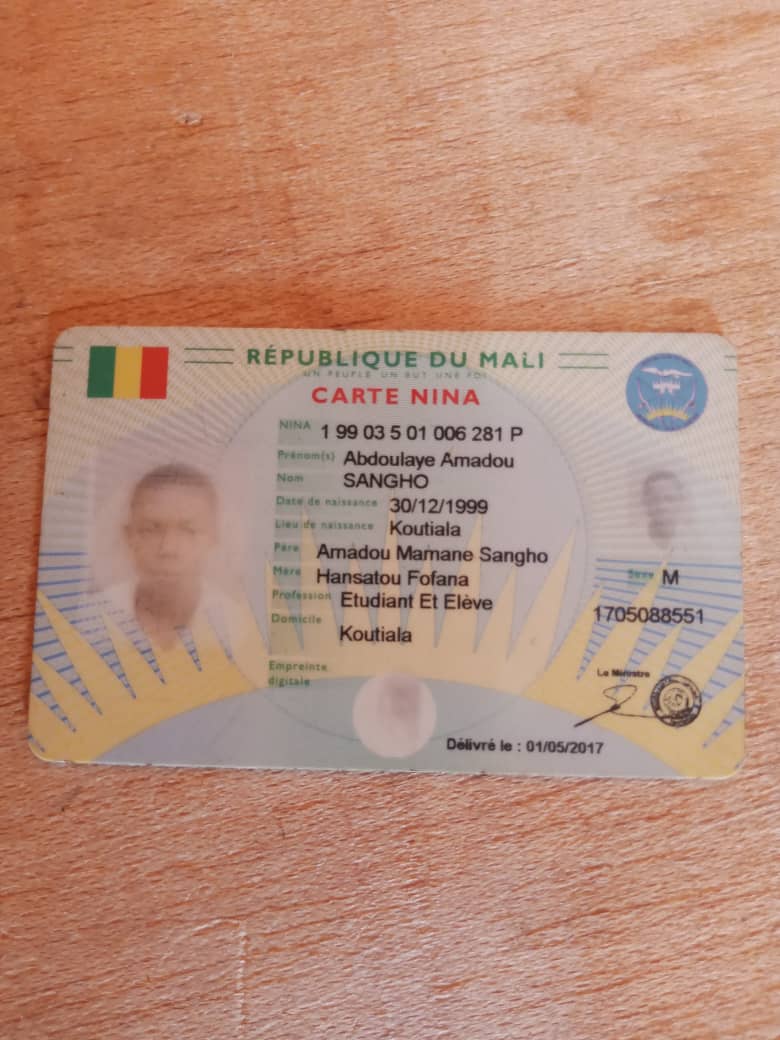 RÉPUBLIQUE DU MALI
UN PEUPLE UN BUT UNE FOI
CARTE NINA
NINA 1 99 03 5 01 006 281 P
Prénom(s) Abdoulaye Amadou
Nom SANGHO
Date de naissance 30/12/1999
Lieu de naissance Koutiala
Père Amadou Mamane Sangho
Mère Hansatou Fofana
Sexe M
Profession Etudiant Et Elève
1705088551
Domicile Koutiala
Empreinte
digitale
Le Ministre
Délivré le : 01/05/2017